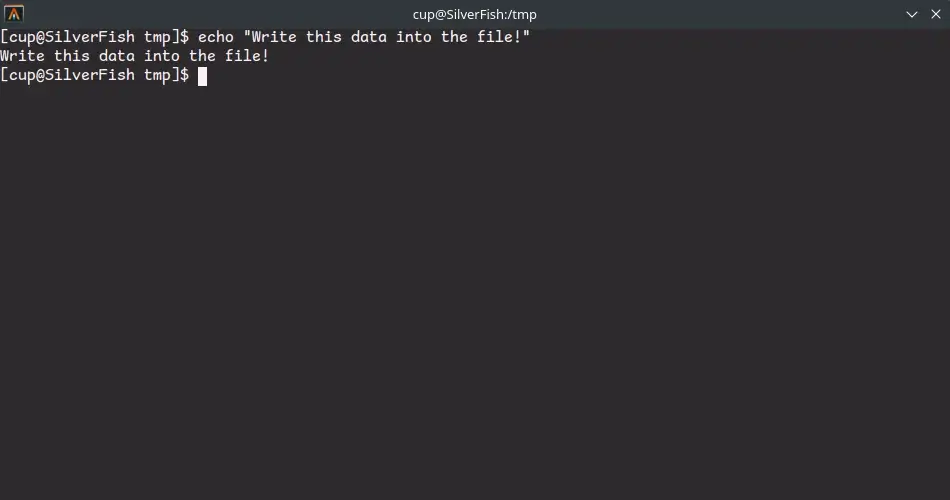 cup@SilverFish:/tmp
[cup@SilverFish tmp]$ echo "Write this data into the file!"
Write this data into the file!
[cup@SilverFish tmp]$